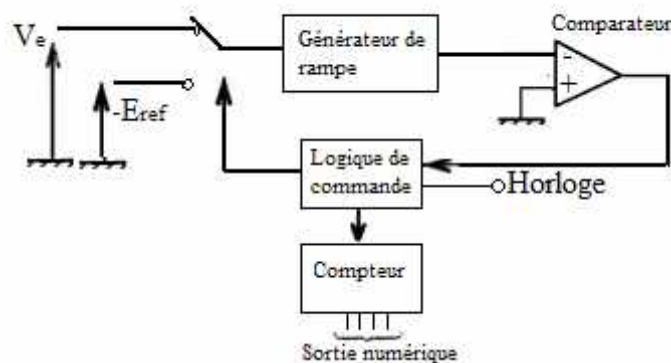 Comparateur
Ve
Générateur de
rampe
-
+
-Eref
Logique de
commande
Horloge
Compteur
Sortie numérique